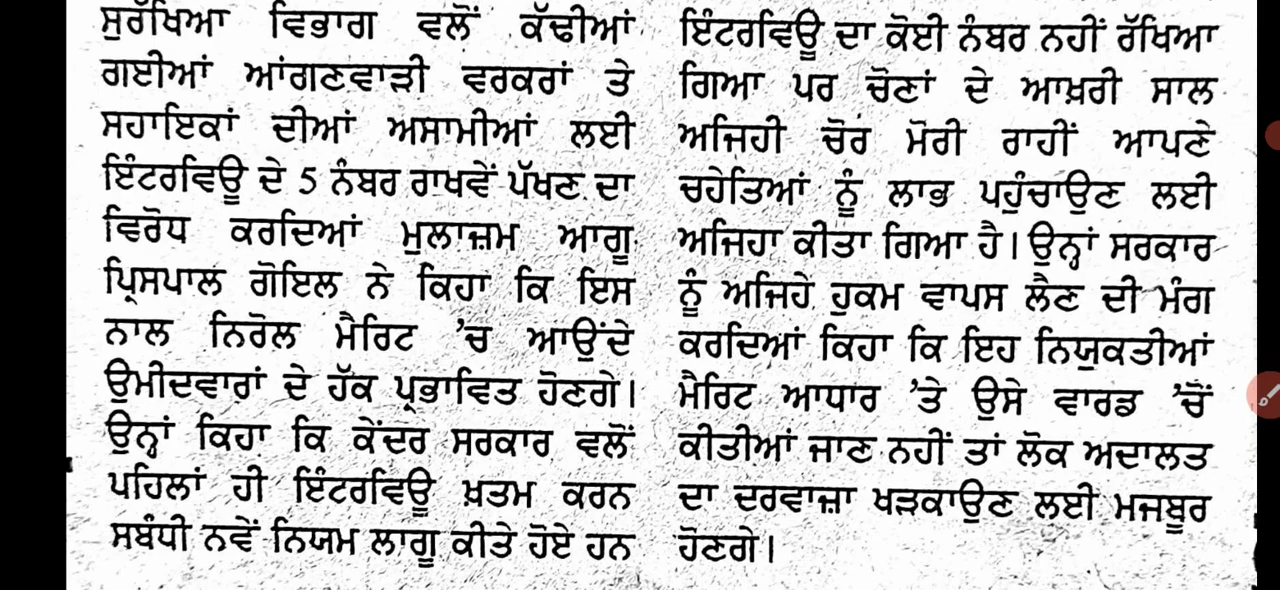 ਸੁਰੱਖਿਆ ਵਿਭਾਗ ਵਲੋਂ ਕੱਢੀਆਂ
ਗਈਆਂ ਆਂਗਣਵਾੜੀ ਵਰਕਰਾਂ ਤੇ
ਸਹਾਇਕਾਂ ਦੀਆਂ ਅਸਾਮੀਆਂ ਲਈ
ਇੰਟਰਵਿਊ ਦੇ 5 ਨੰਬਰ ਰਾਖਵੇਂ ਪੱਖਣ ਦਾ
ਵਿਰੋਧ ਕਰਦਿਆਂ ਮੁਲਾਜ਼ਮ ਆਗੂ
ਪ੍ਰਿਸਪਾਲ ਗੋਇਲ ਨੇ ਕਿਹਾ ਕਿ ਇਸ
ਨਾਲ ਨਿਰੋਲ ਮੈਰਿਟ ’ਚ ਆਉਂਦੇ
ਉਮੀਦਵਾਰਾਂ ਦੇ ਹੱਕ ਪ੍ਰਭਾਵਿਤ ਹੋਣਗੇ।
ਉਨ੍ਹਾਂ ਕਿਹਾ ਕਿ ਕੇਂਦਰ ਸਰਕਾਰ ਵਲੋਂ
ਪਹਿਲਾਂ ਹੀ ਇੰਟਰਵਿਊ ਖ਼ਤਮ ਕਰਨ
ਸਬੰਧੀ ਨਵੇਂ ਨਿਯਮ ਲਾਗੂ ਕੀਤੇ ਹੋਏ ਹਨ
ਇੰਟਰਵਿਊ ਦਾ ਕੋਈ ਨੰਬਰ ਨਹੀਂ ਰੱਖਿਆ
ਗਿਆ ਪਰ ਚੋਣਾਂ ਦੇ ਆਖ਼ਰੀ ਸਾਲ
ਅਜਿਹੀ ਚੋਰ ਮੋਰੀ ਰਾਹੀਂ ਆਪਣੇ
ਚਹੇਤਿਆਂ ਨੂੰ ਲਾਭ ਪਹੁੰਚਾਉਣ ਲਈ
ਅਜਿਹਾ ਕੀਤਾ ਗਿਆ ਹੈ। ਉਨ੍ਹਾਂ ਸਰਕਾਰ
ਨੂੰ ਅਜਿਹੇ ਹੁਕਮ ਵਾਪਸ ਲੈਣ ਦੀ ਮੰਗ
ਕਰਦਿਆਂ ਕਿਹਾ ਕਿ ਇਹ ਨਿਯੁਕਤੀਆਂ
ਮੈਰਿਟ ਆਧਾਰ ’ਤੇ ਉਸੇ ਵਾਰਡ ’ਚੋਂ
ਕੀਤੀਆਂ ਜਾਣ ਨਹੀਂ ਤਾਂ ਲੋਕ ਅਦਾਲਤ
ਦਾ ਦਰਵਾਜ਼ਾ ਖੜਕਾਉਣ ਲਈ ਮਜਬੂਰ
ਹੋਣਗੇ।